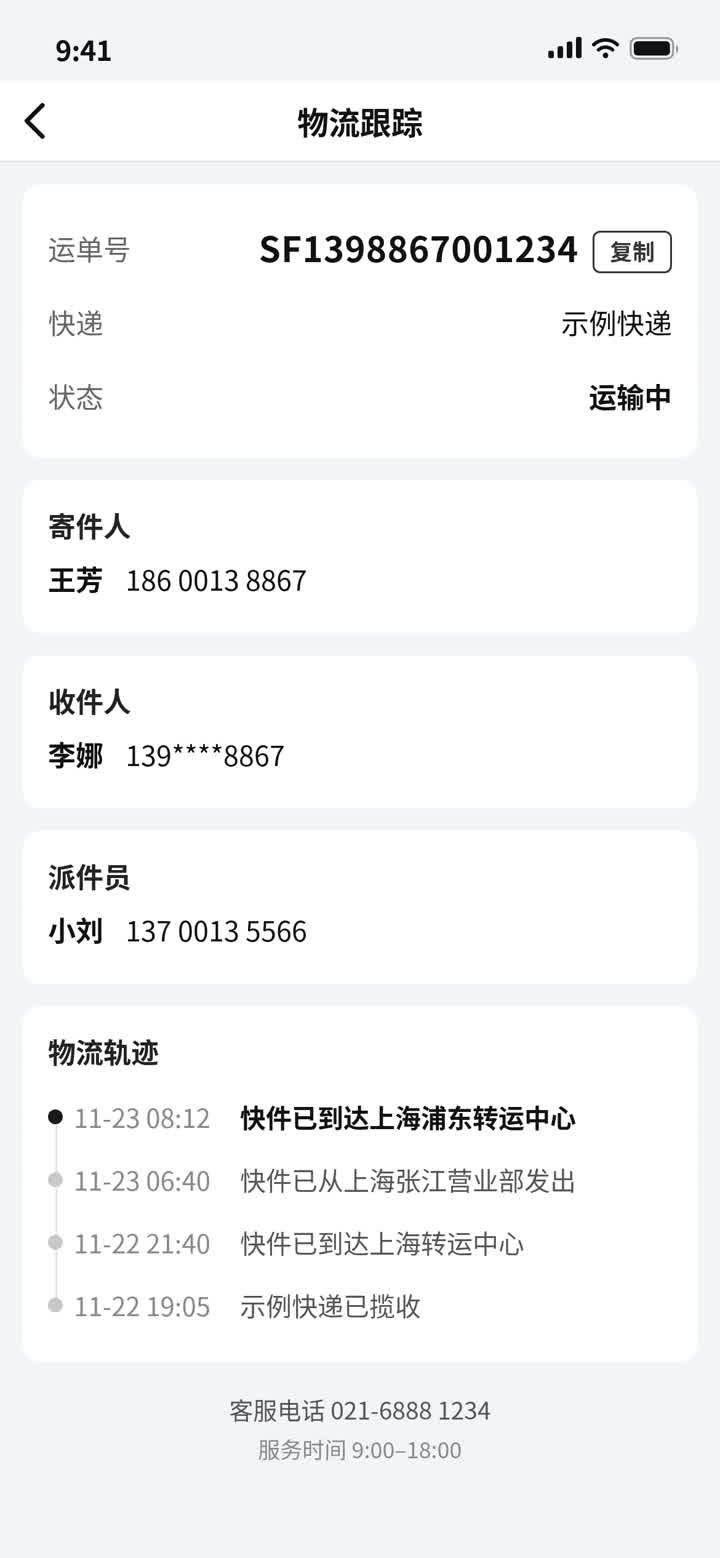 9:41
物流跟踪
运单号 SF1398867001234 复制
快递 示例快递
状态 运输中
寄件人
王芳 186 0013 8867
收件人
李娜 139****8867
派件员
小刘 137 0013 5566
物流轨迹
11-23 08:12 快件已到达上海浦东转运中心
11-23 06:40 快件已从上海张江营业部发出
11-22 21:40 快件已到达上海转运中心
11-22 19:05 示例快递已揽收
客服电话 021-6888 1234
服务时间 9:00–18:00